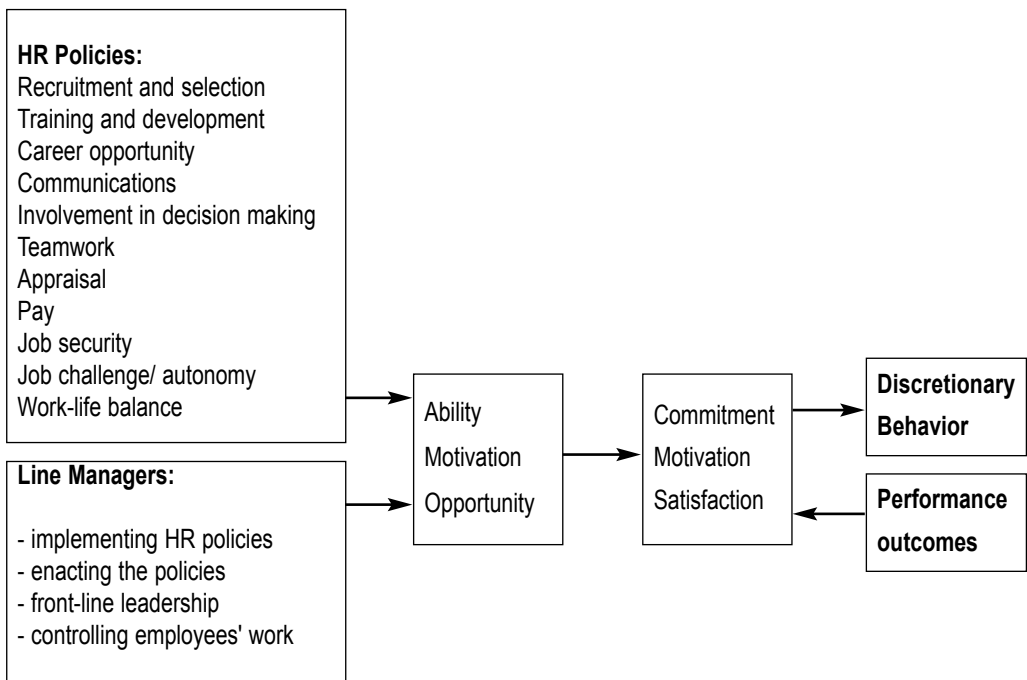 HR Policies:
Recruitment and selection
Training and development
Career opportunity
Communications
Involvement in decision making
Teamwork
Appraisal
Pay
Job security
Job challenge/ autonomy
Work-life balance
Line Managers:
- implementing HR policies
- enacting the policies
- front-line leadership
- controlling employees' work
Ability
Motivation
Opportunity
Commitment
Motivation
Satisfaction
Discretionary
Behavior
Performance
outcomes